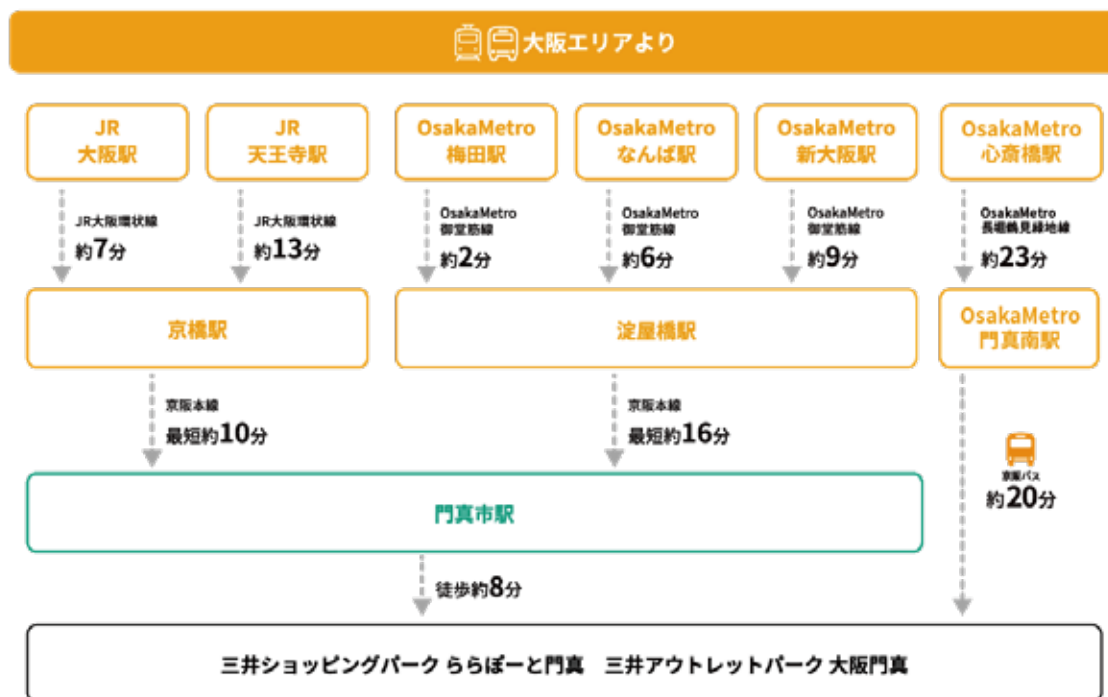 大阪エリアより
JR
大阪駅
JR
天王寺駅
OsakaMetro
梅田駅
OsakaMetro
なんば駅
OsakaMetro
新大阪駅
OsakaMetro
心斎橋駅
JR大阪環状線
約7分
JR大阪環状線
約13分
OsakaMetro
御堂筋線
約2分
OsakaMetro
御堂筋線
約6分
OsakaMetro
御堂筋線
約9分
OsakaMetro
長堀鶴見緑地線
約23分
京橋駅
淀屋橋駅
OsakaMetro
門真南駅
京阪本線
最短約10分
京阪本線
最短約16分
京阪バス
約20分
門真市駅
徒歩約8分
三井ショッピングパーク ららぽーと門真　三井アウトレットパーク 大阪門真